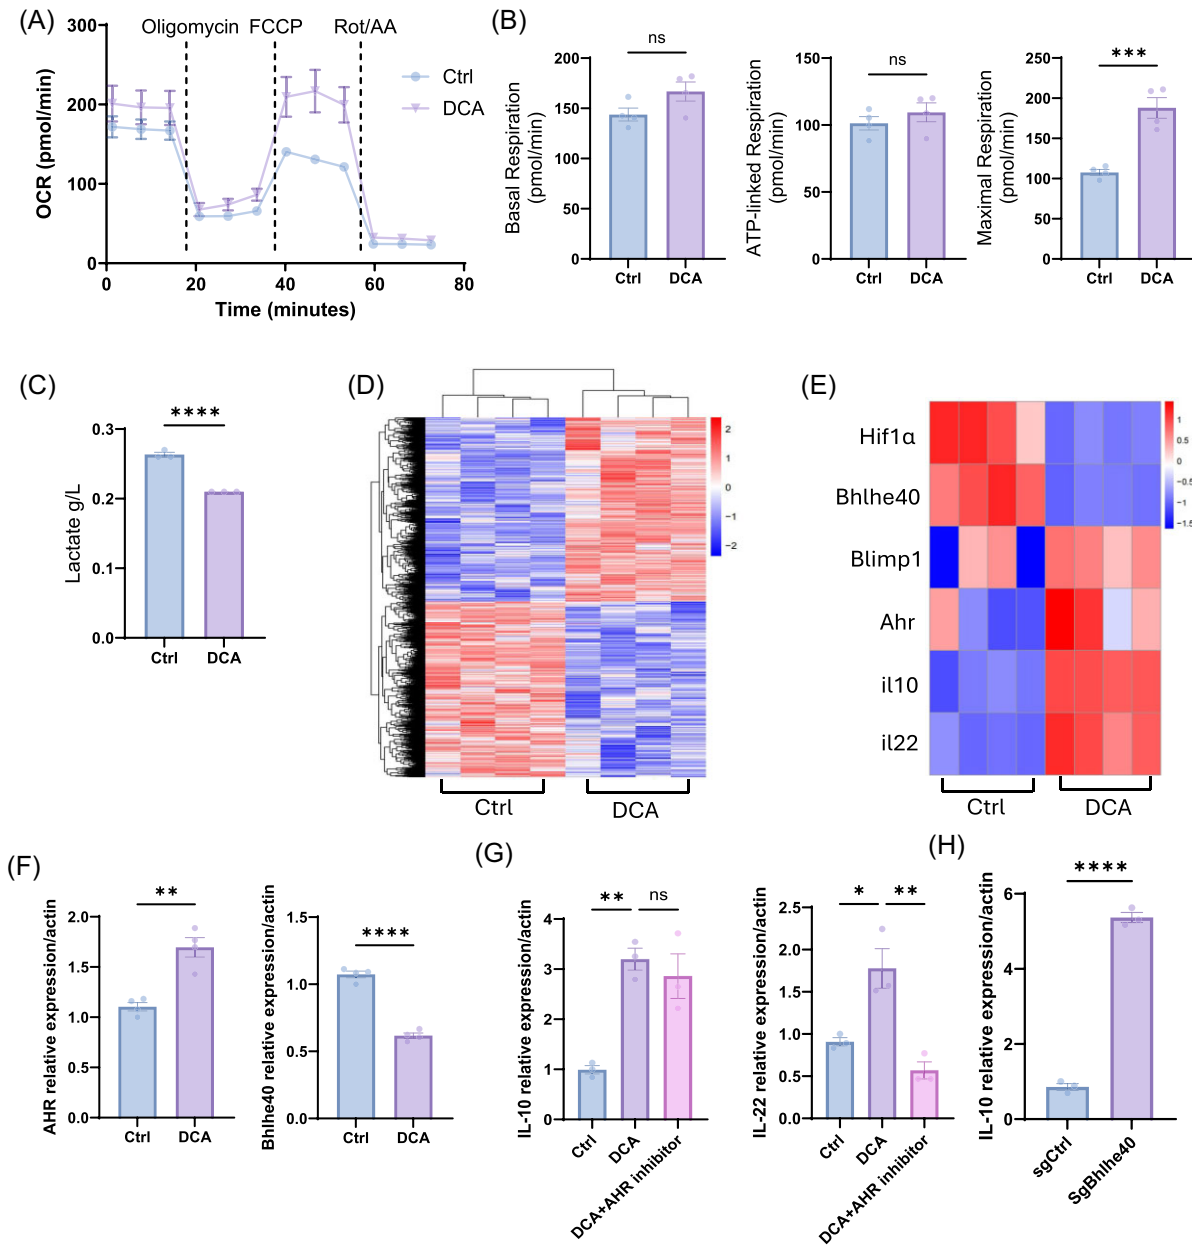 (A)
300
200
100
0
OCR (pmol/min)
Oligomycin FCCP Rot/AA
Ctrl
DCA
0 20 40 60 80
Time (minutes)
(B)
Basal Respiration
(pmol/min)
200
150
100
50
0
ns
Ctrl DCA
ATP-linked Respiration
(pmol/min)
150
100
50
0
ns
Ctrl DCA
Maximal Respiration
(pmol/min)
250
200
150
100
50
0
***
Ctrl DCA
(C)
Lactate g/L
0.3
0.2
0.1
0.0
****
Ctrl DCA
(D)
2
1
0
−1
−2
Ctrl DCA
(E)
Hif1α
Bhlhe40
Blimp1
Ahr
il10
il22
1
0.5
0
−0.5
−1
−1.5
Ctrl DCA
(F)
AHR relative expression/actin
2.0
1.5
1.0
0.5
0.0
**
Ctrl DCA
Bhlhe40 relative expression/actin
1.5
1.0
0.5
0.0
****
Ctrl DCA
(G)
IL-10 relative expression/actin
4
3
2
1
0
** ns
Ctrl
DCA
DCA+AHR inhibitor
IL-22 relative expression/actin
2.5
2.0
1.5
1.0
0.5
0.0
* **
Ctrl
DCA
DCA+AHR inhibitor
(H)
IL-10 relative expression/actin
6
4
2
0
****
sgCtrl
SgBhlhe40